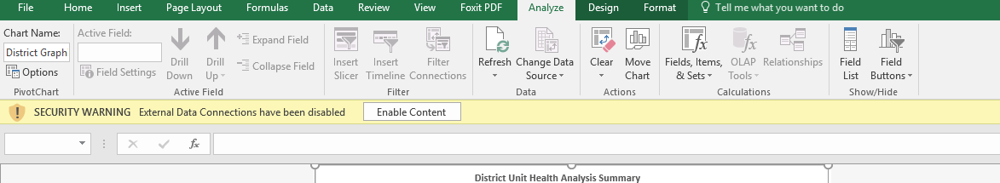 File Home Insert Page Layout Formulas Data Review View Foxit PDF Analyze Design Format Tell me what you want to do
Chart Name:
District Graph
Options
PivotChart
Active Field:
Field Settings
Drill Down
Drill Up
Expand Field
Collapse Field
Active Field
Insert Slicer
Insert Timeline
Filter Connections
Filter
Refresh
Change Data Source
Data
Clear
Move Chart
Actions
Fields, Items, & Sets
OLAP Tools
Relationships
Calculations
Field List
Field Buttons
Show/Hide
SECURITY WARNING External Data Connections have been disabled Enable Content
fx
District Unit Health Analysis Summary